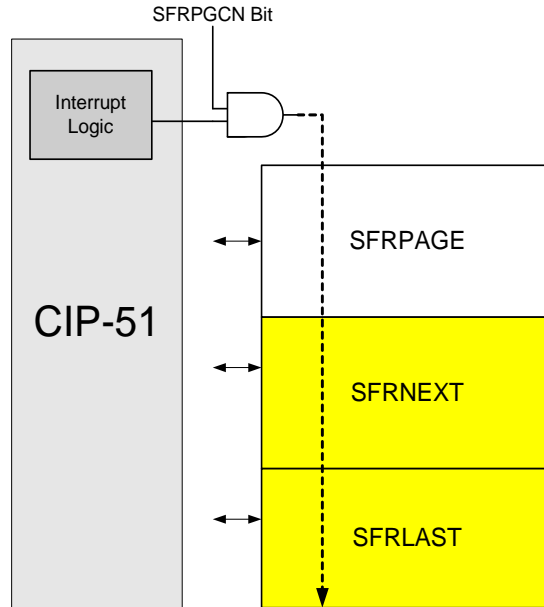 SFRPGCN Bit
Interrupt
Logic
SFRPAGE
CIP-51
SFRNEXT
SFRLAST